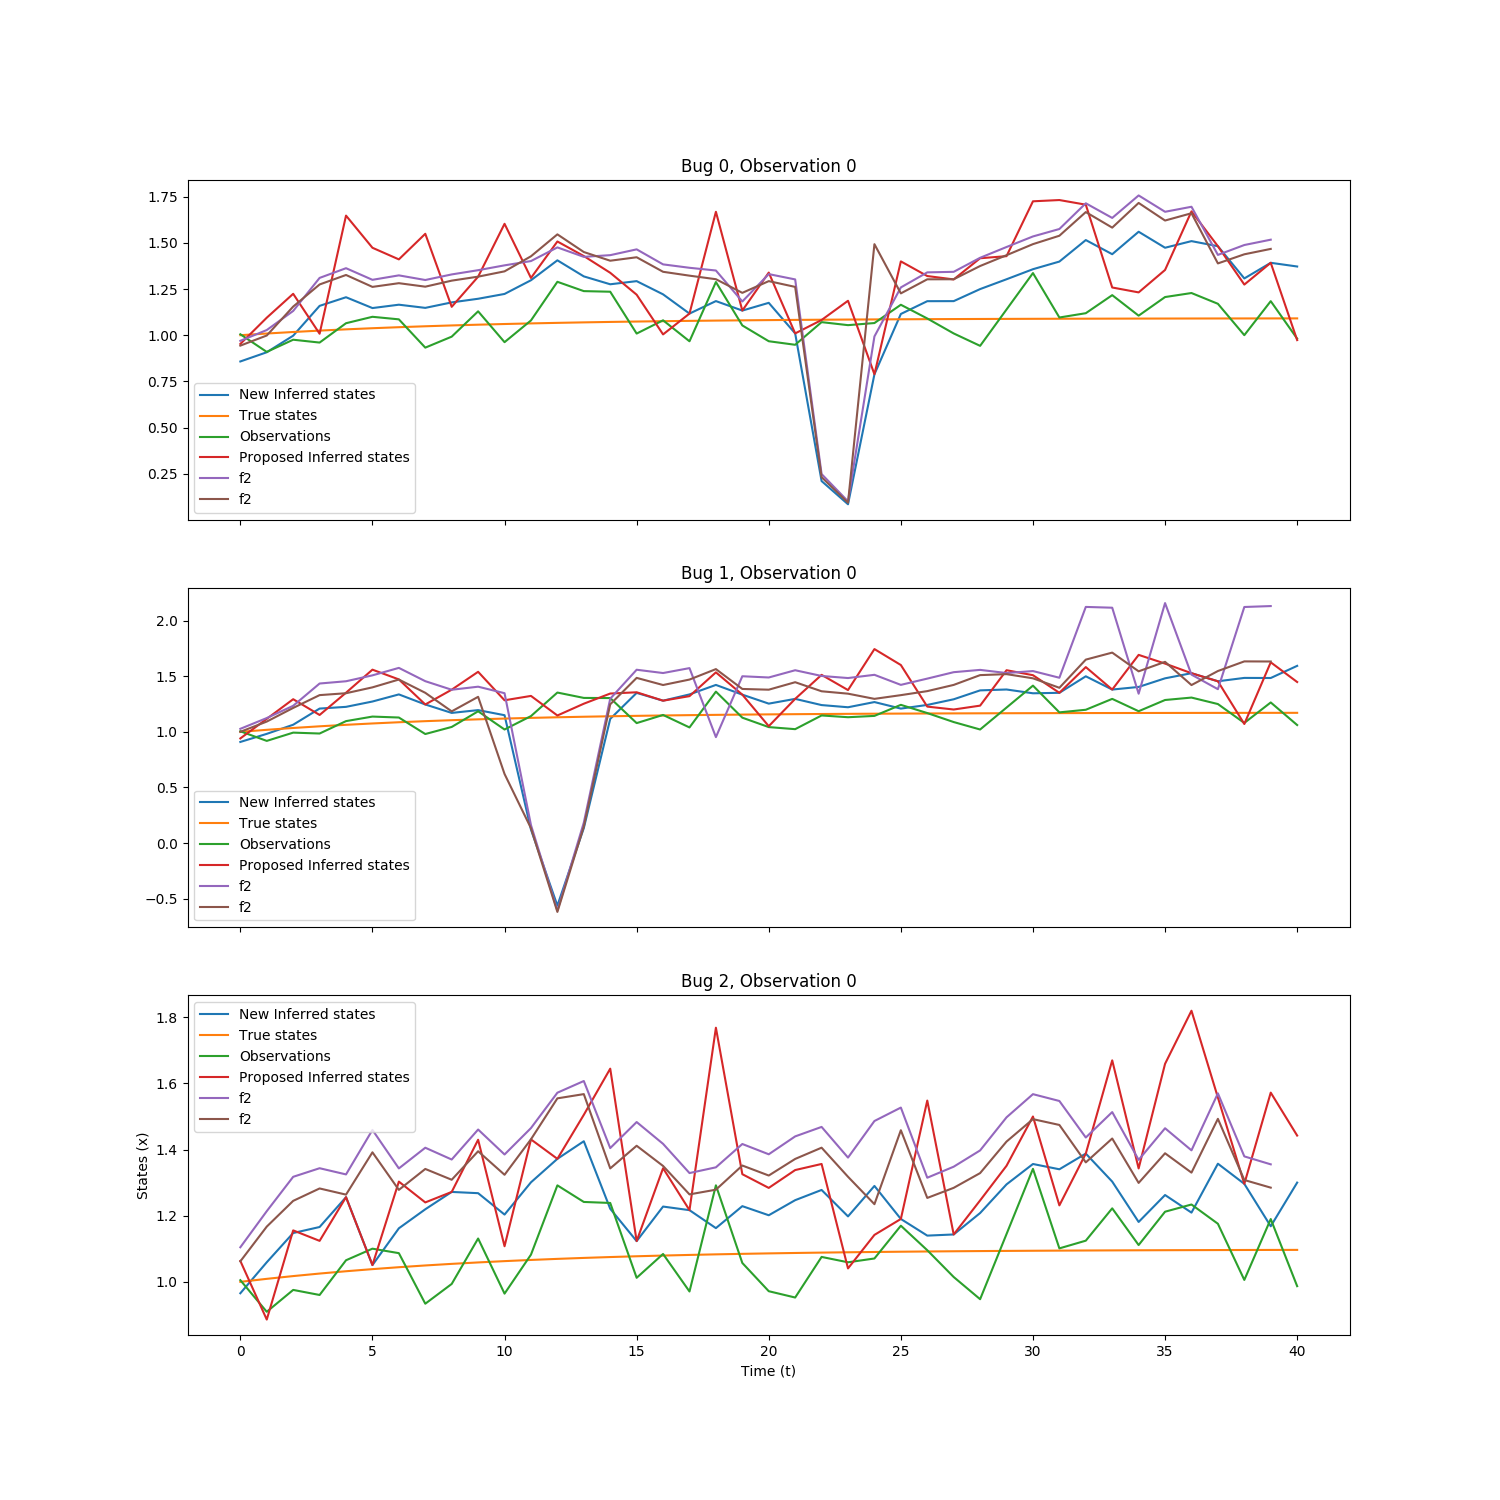 Bug 0, Observation 0
1.75
1.50
1.25
1.00
0.75
0.50
0.25
New Inferred states
True states
Observations
Proposed Inferred states
f2
f2
Bug 1, Observation 0
2.0
1.5
1.0
0.5
0.0
−0.5
New Inferred states
True states
Observations
Proposed Inferred states
f2
f2
Bug 2, Observation 0
States (x)
1.8
1.6
1.4
1.2
1.0
New Inferred states
True states
Observations
Proposed Inferred states
f2
f2
0 5 10 15 20 25 30 35 40
Time (t)